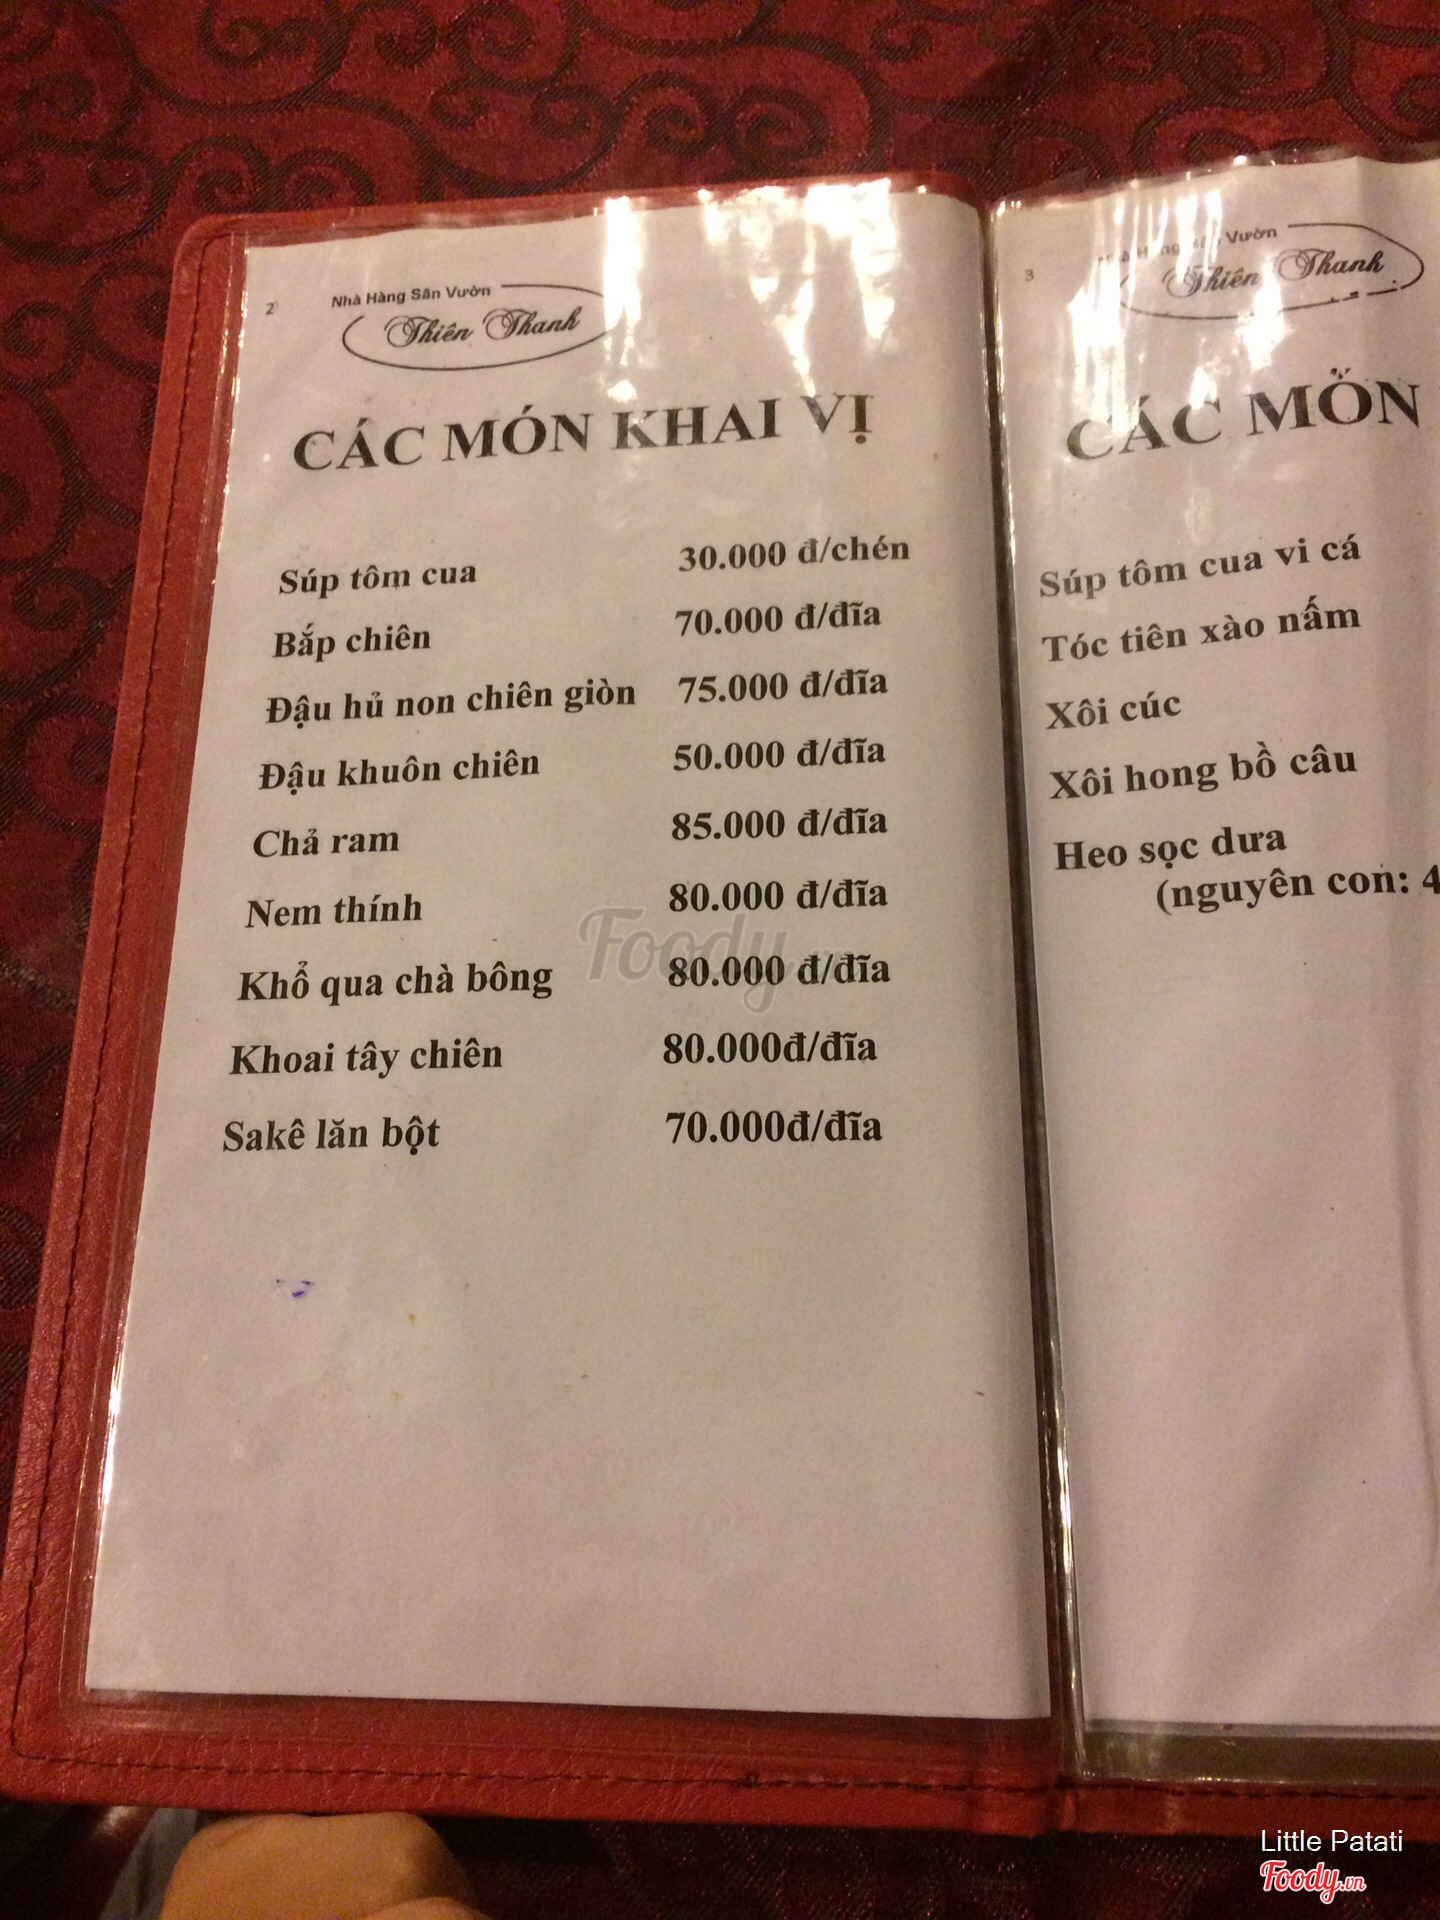 2
Nhà Hàng Sân Vườn
Thiên Thanh
CÁC MÓN KHAI VỊ
Súp tôm cua 30.000 đ/chén
Bắp chiên 70.000 đ/đĩa
Đậu hủ non chiên giòn 75.000 đ/đĩa
Đậu khuôn chiên 50.000 đ/đĩa
Chả ram 85.000 đ/đĩa
Nem thính 80.000 đ/đĩa
Khổ qua chà bông 80.000 đ/đĩa
Khoai tây chiên 80.000đ/đĩa
Sakê lăn bột 70.000đ/đĩa
3
Nhà Hàng Sân Vườn
Thiên Thanh
CÁC MÓN
Súp tôm cua vi cá
Tóc tiên xào nấm
Xôi cúc
Xôi hong bồ câu
Heo sọc dưa
(nguyên con: 4
Foody.vn
Little Patati
Foody.vn